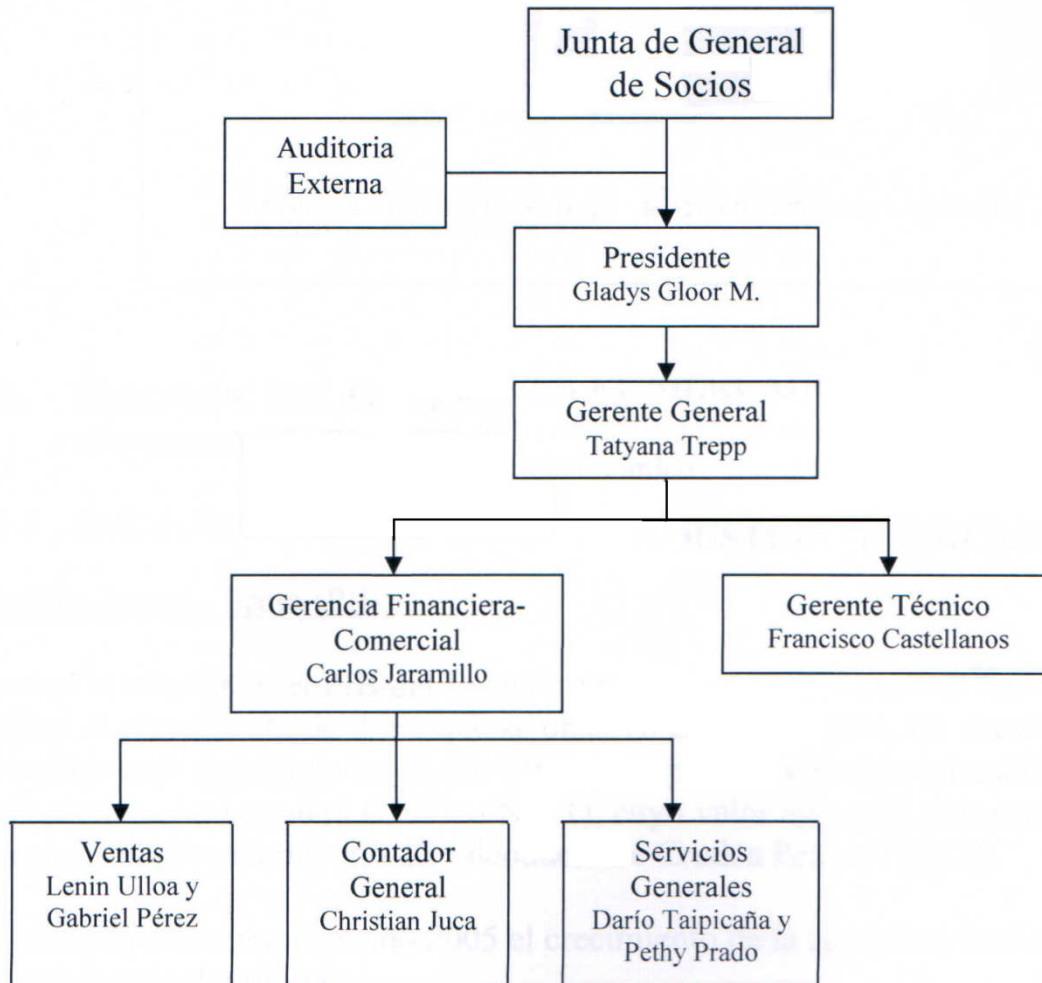 Junta de General
de Socios
Auditoria
Externa
Presidente
Gladys Gloor M.
Gerente General
Tatyana Trepp
Gerencia Financiera-
Comercial
Carlos Jaramillo
Gerente Técnico
Francisco Castellanos
Ventas
Lenin Ulloa y
Gabriel Pérez
Contador
General
Christian Juca
Servicios
Generales
Darío Taipicaña y
Pethy Prado